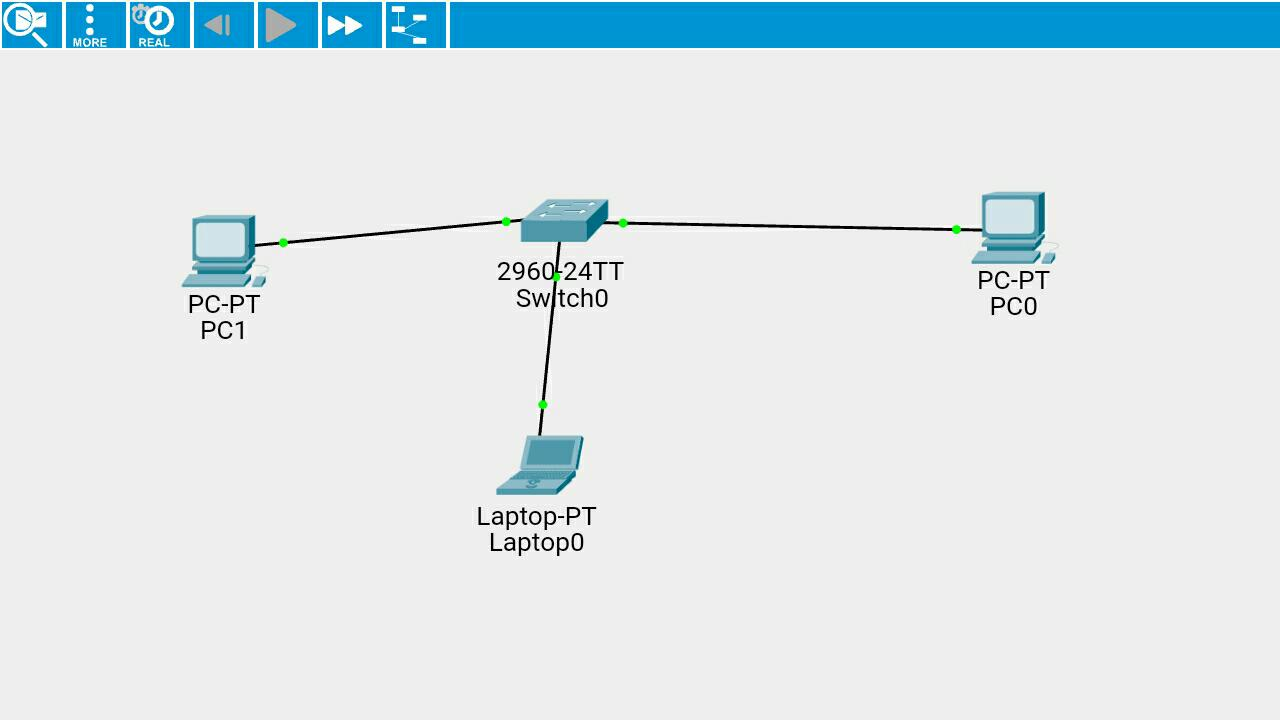 MORE
REAL
2960-24TT
Switch0
PC-PT
PC1
PC-PT
PC0
Laptop-PT
Laptop0